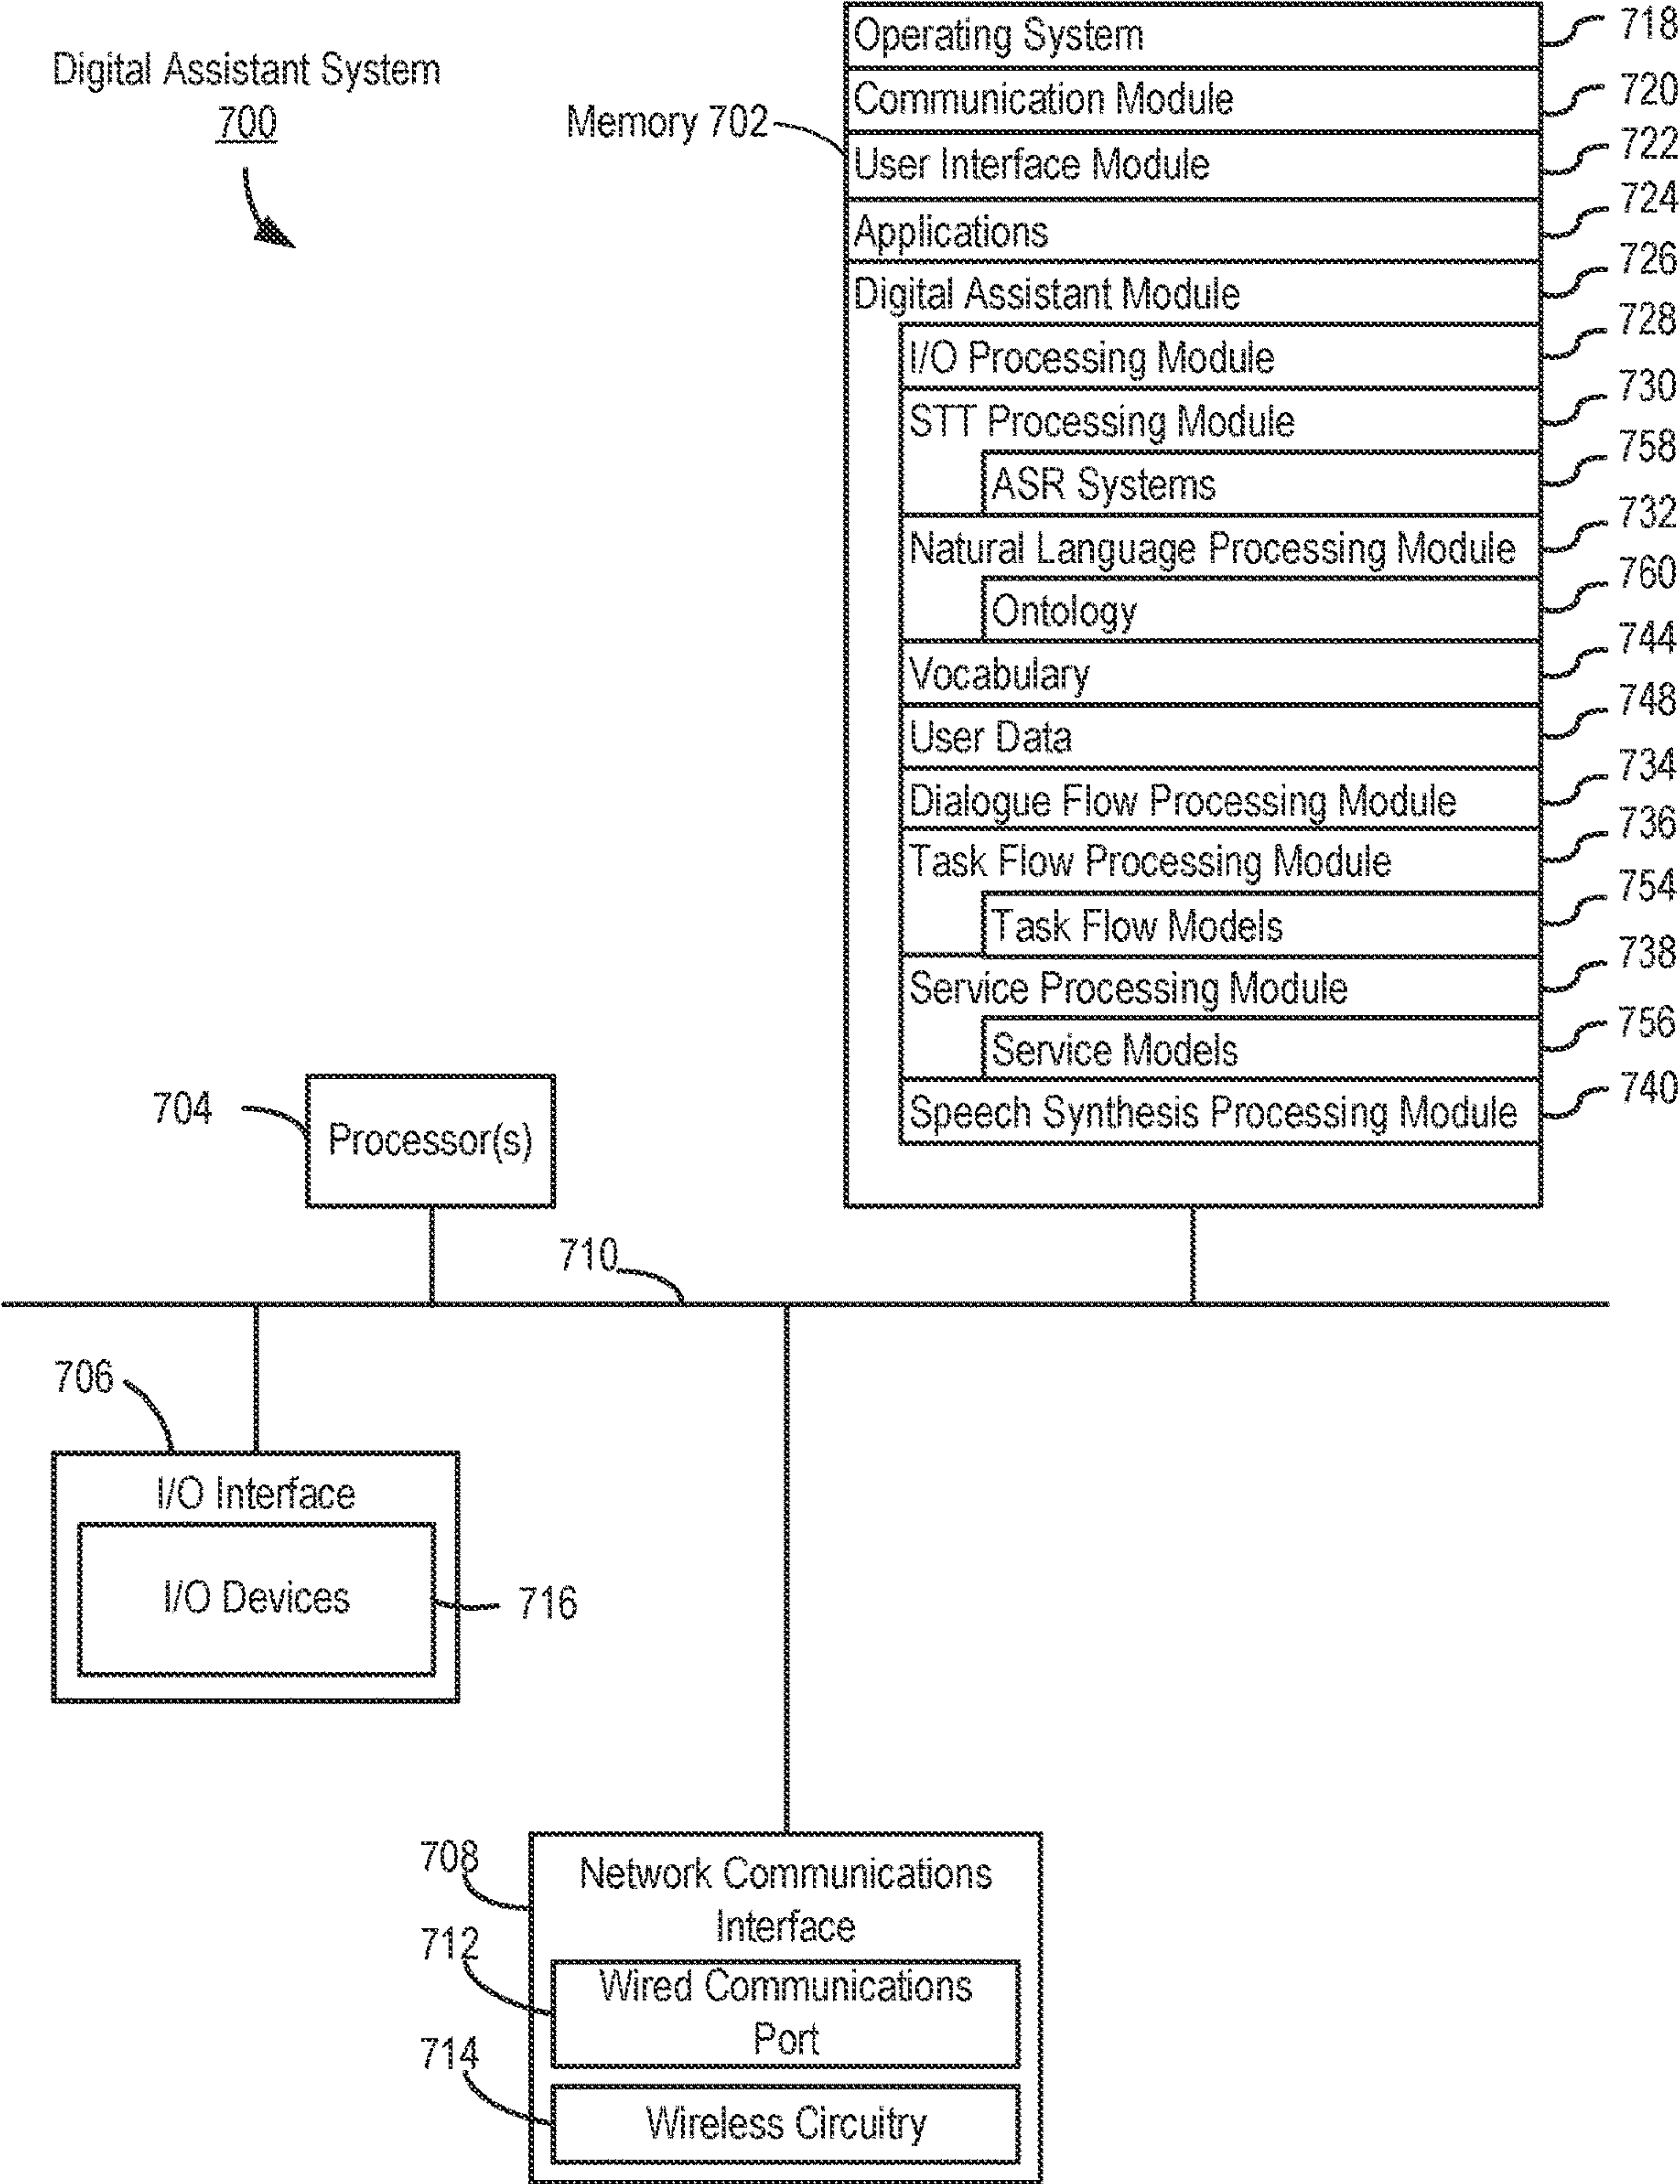 Digital Assistant System
700
Memory 702
Operating System 718
Communication Module 720
User Interface Module 722
Applications 724
Digital Assistant Module 726
I/O Processing Module 728
STT Processing Module 730
ASR Systems 758
Natural Language Processing Module 732
Ontology 760
Vocabulary 744
User Data 748
Dialogue Flow Processing Module 734
Task Flow Processing Module 736
Task Flow Models 754
Service Processing Module 738
Service Models 756
Speech Synthesis Processing Module 740
704
Processor(s)
710
706
I/O Interface
I/O Devices
716
708
Network Communications
Interface
712
Wired Communications
Port
714
Wireless Circuitry